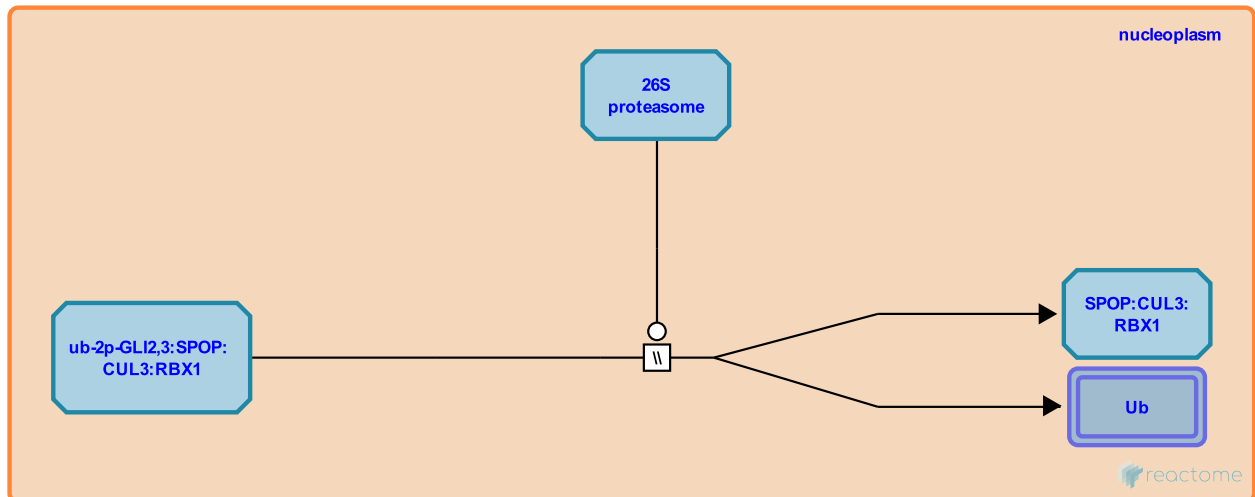 nucleoplasm
26S
proteasome
ub-2p-GLI2,3:SPOP:
CUL3:RBX1
\\
SPOP:CUL3:
RBX1
Ub
reactome